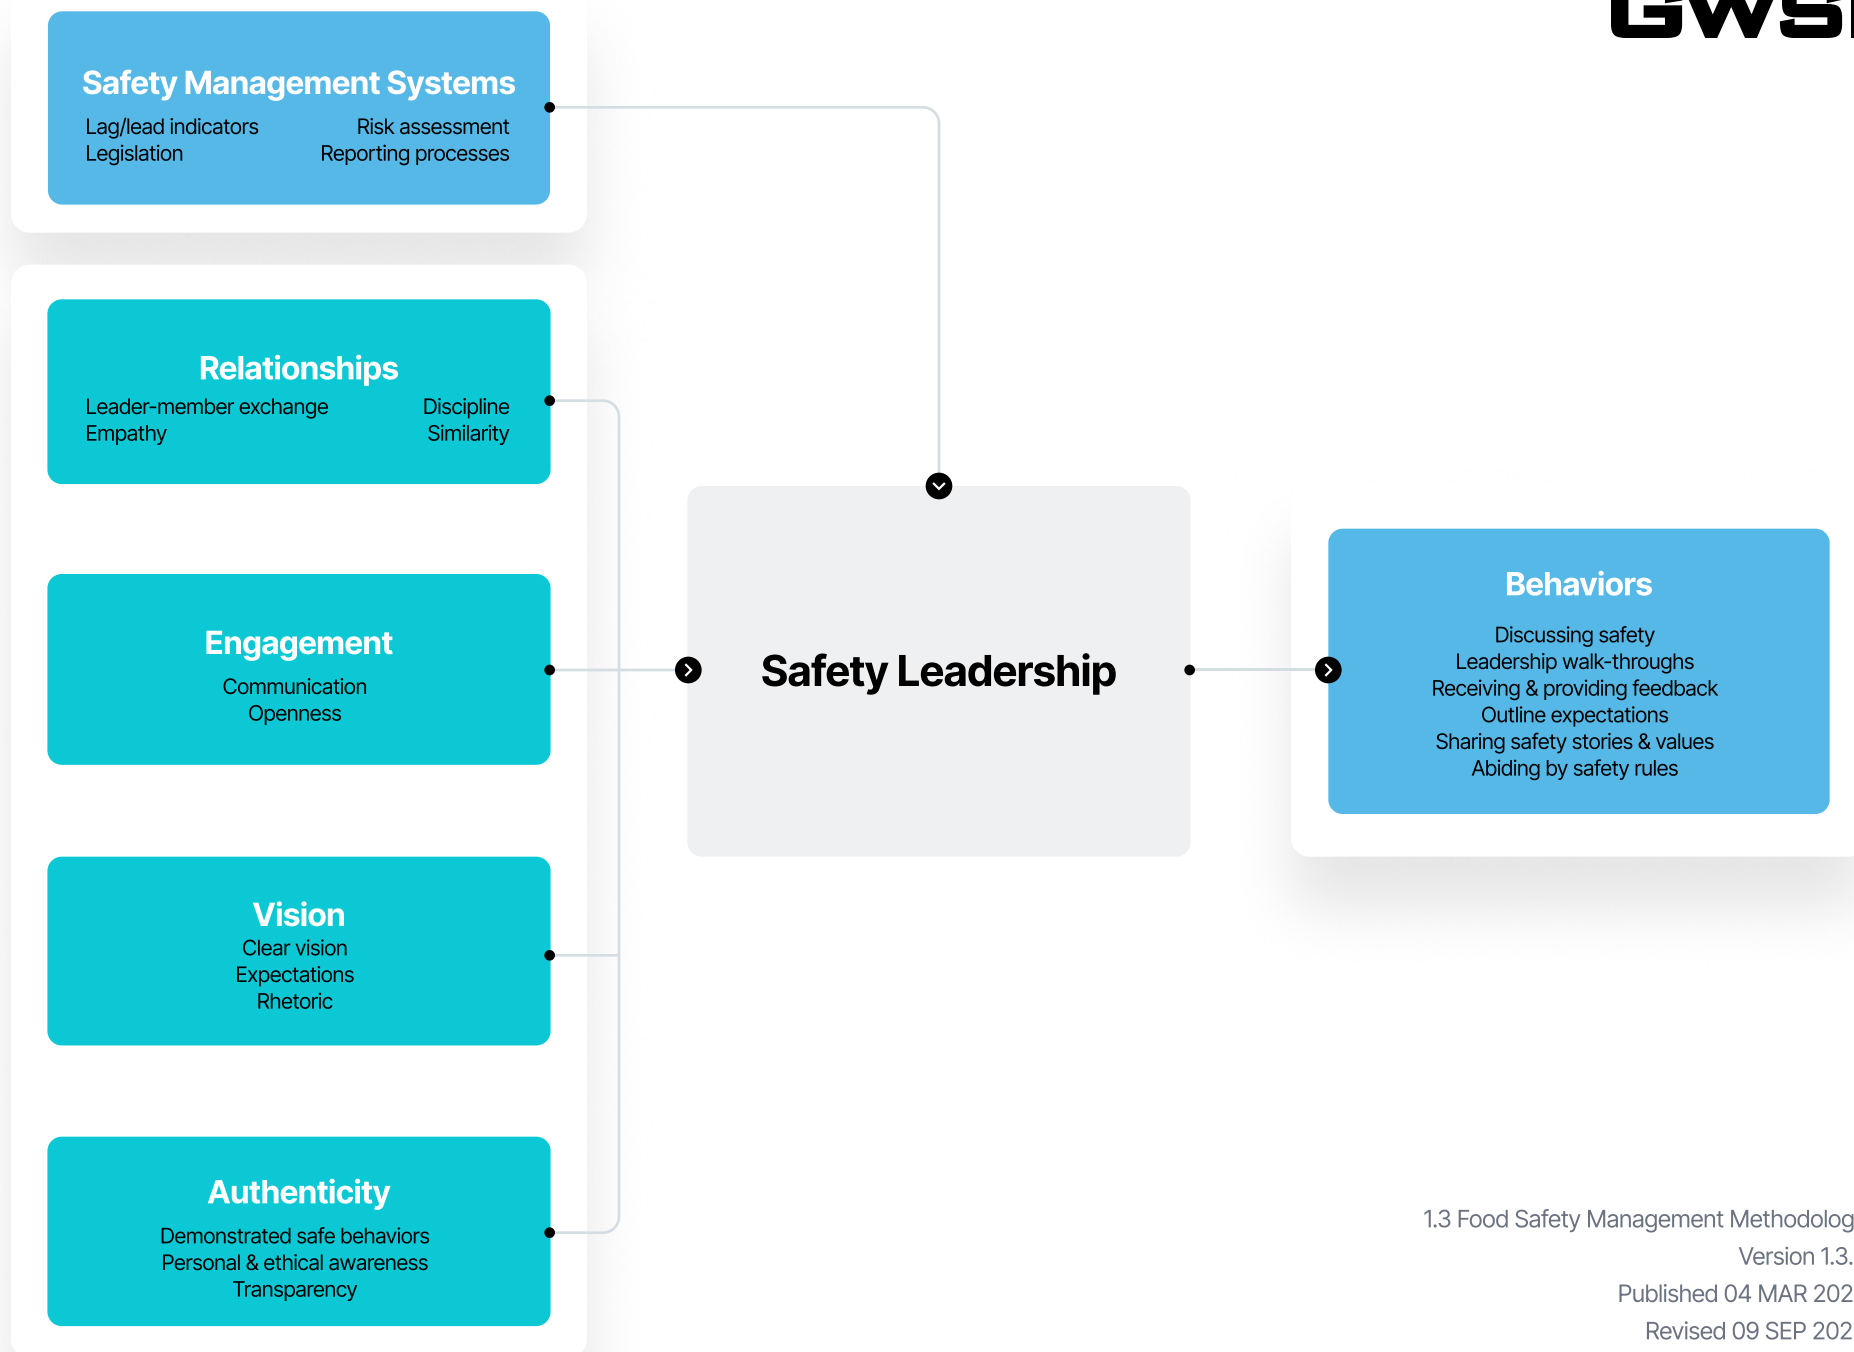 GWS
Safety Management Systems
Lag/lead indicators
Legislation
Risk assessment
Reporting processes
Relationships
Leader-member exchange
Empathy
Discipline
Similarity
Engagement
Communication
Openness
Vision
Clear vision
Expectations
Rhetoric
Authenticity
Demonstrated safe behaviors
Personal & ethical awareness
Transparency
Safety Leadership
Behaviors
Discussing safety
Leadership walk-throughs
Receiving & providing feedback
Outline expectations
Sharing safety stories & values
Abiding by safety rules
1.3 Food Safety Management Methodolog
Version 1.3.
Published 04 MAR 202
Revised 09 SEP 202